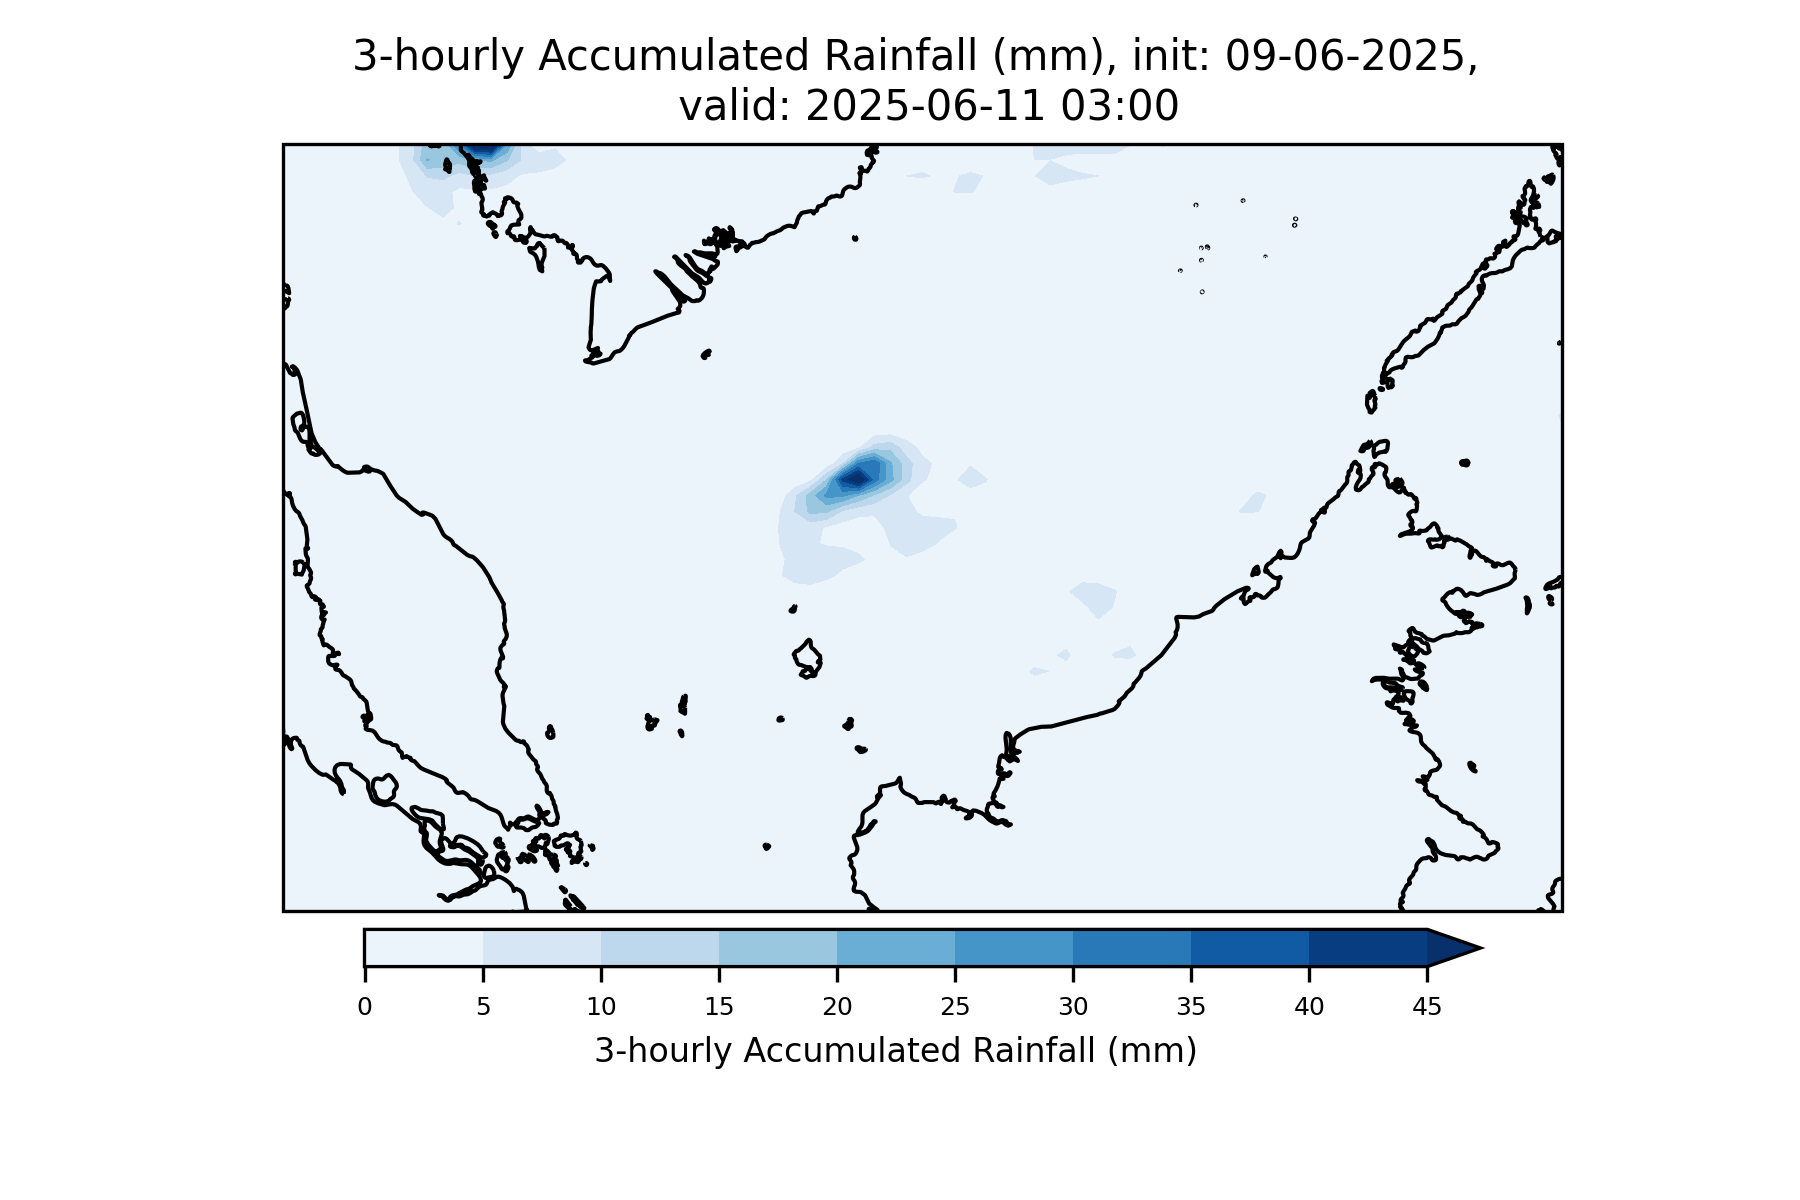 3-hourly Accumulated Rainfall (mm), init: 09-06-2025,
valid: 2025-06-11 03:00
0 5 10 15 20 25 30 35 40 45
3-hourly Accumulated Rainfall (mm)